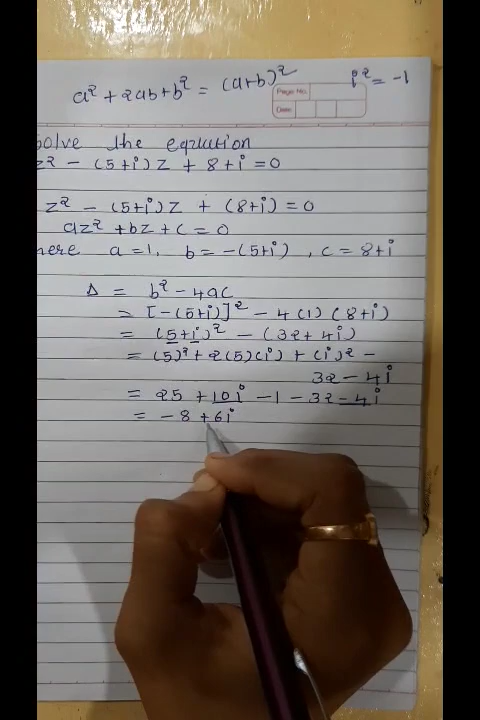 a² + 2ab + b² = (a+b)² i² = -1
Page No.
Date
Solve the equation
z² - (5+i) z + 8+i = 0
z² - (5+i) z + (8+i) = 0
az² + bz + c = 0
here a = 1, b = -(5+i), c = 8+i
Δ = b² - 4ac
= [-(5+i)]² - 4(1)(8+i)
= (5+i)² - (32+4i)
= (5)² + 2(5)(i) + (i)² -
32 - 4i
= 25 + 10i - 1 - 32 - 4i
= -8 + 6i